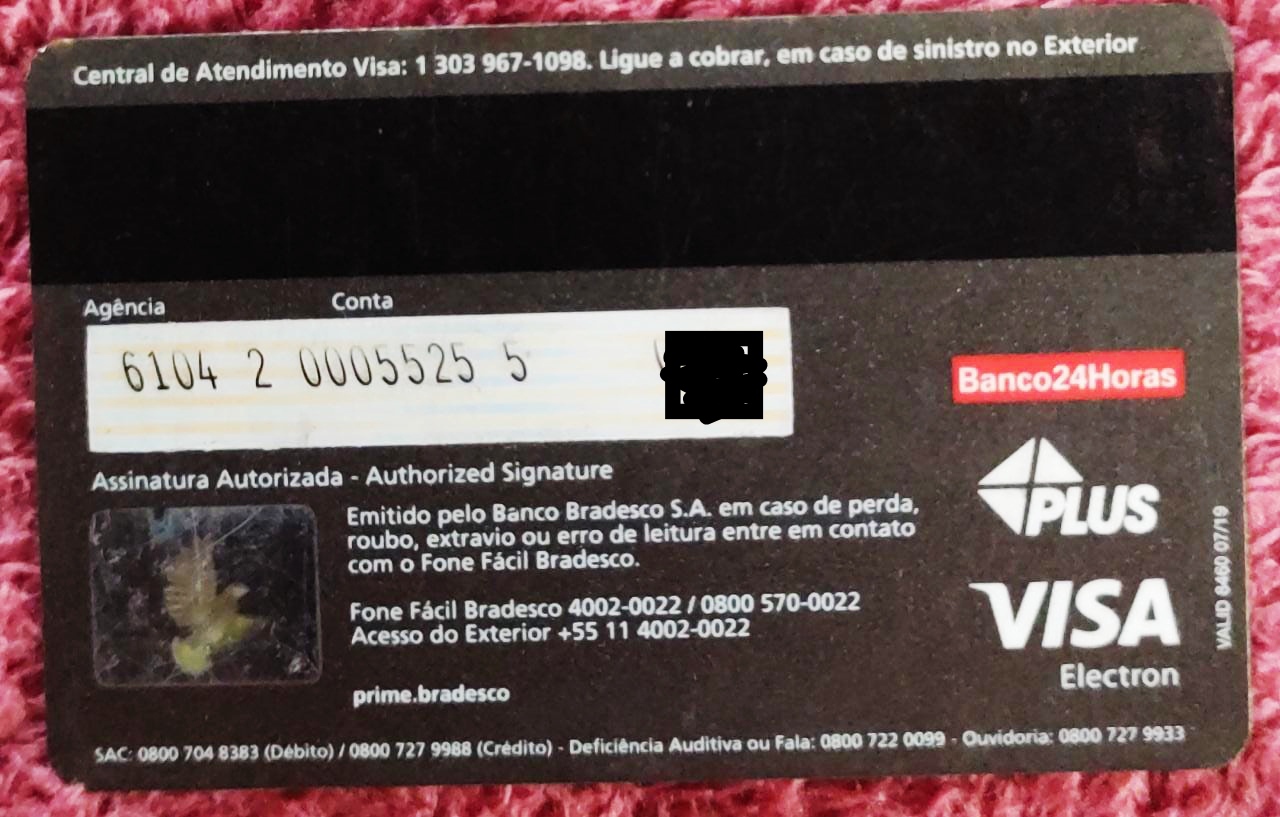 Central de Atendimento Visa: 1 303 967-1098. Ligue a cobrar, em caso de sinistro no Exterior
Agência Conta
6104 2 0005525 5
Banco24Horas
Assinatura Autorizada - Authorized Signature
PLUS
Emitido pelo Banco Bradesco S.A. em caso de perda,
roubo, extravio ou erro de leitura entre em contato
com o Fone Fácil Bradesco.
Fone Fácil Bradesco 4002-0022 / 0800 570-0022
Acesso do Exterior +55 11 4002-0022
VISA
Electron
prime.bradesco
VALID 6460 07/19
SAC: 0800 704 8383 (Débito) / 0800 727 9988 (Crédito) - Deficiência Auditiva ou Fala: 0800 722 0099 - Ouvidoria: 0800 727 9933